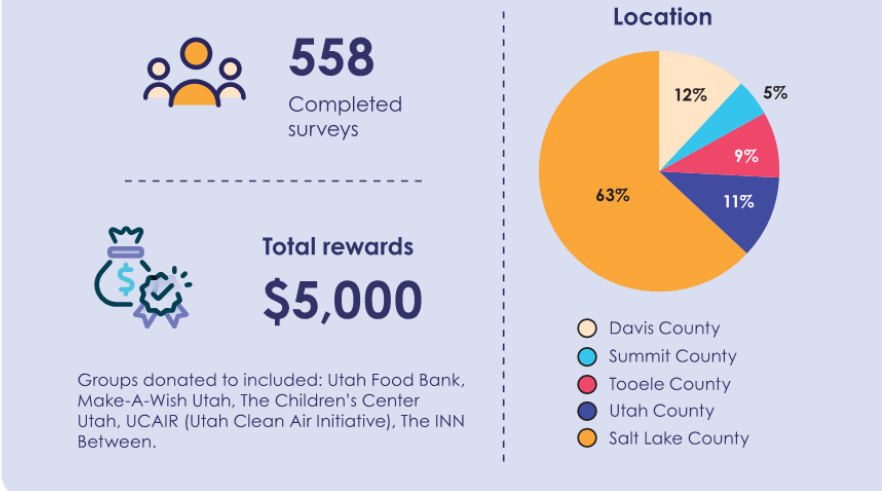 558
Completed
surveys
Total rewards
$5,000
Groups donated to included: Utah Food Bank,
Make-A-Wish Utah, The Children's Center
Utah, UCAIR (Utah Clean Air Initiative), The INN
Between.
Location
12%
5%
9%
11%
63%
Davis County
Summit County
Tooele County
Utah County
Salt Lake County